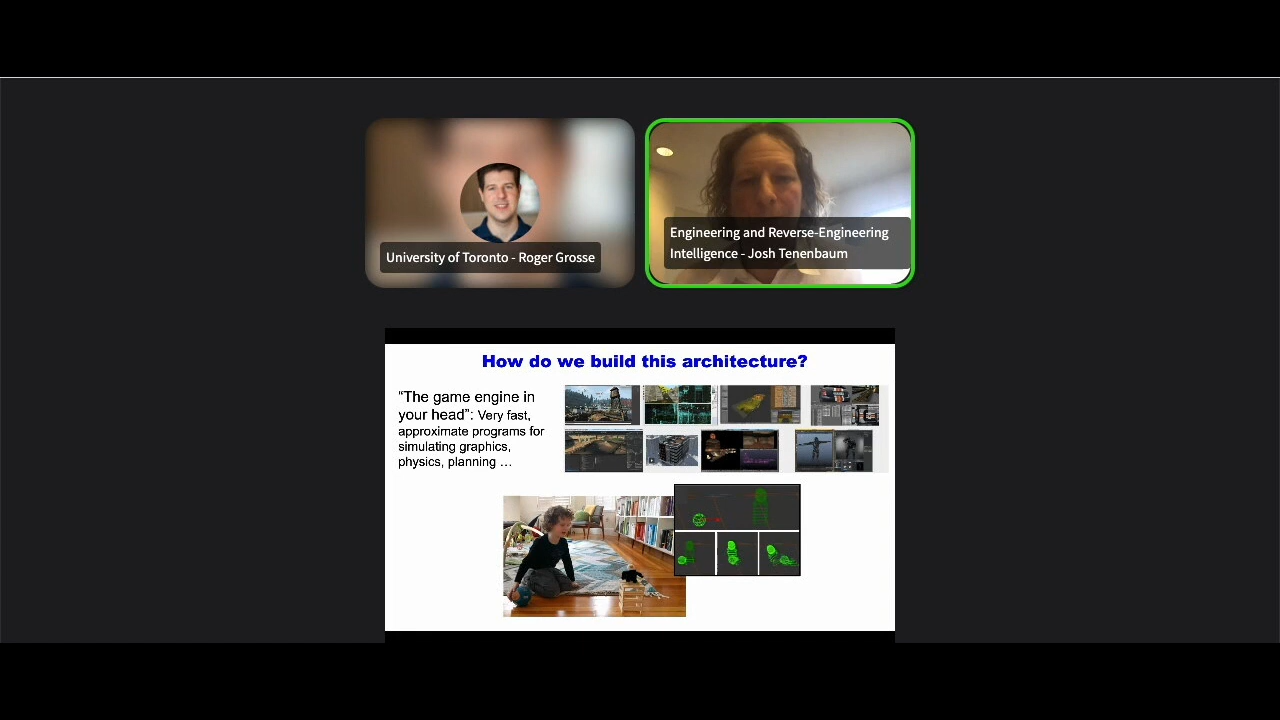 University of Toronto - Roger Grosse
Engineering and Reverse-Engineering
Intelligence - Josh Tenenbaum
How do we build this architecture?
“The game engine in
your head”: Very fast,
approximate programs for
simulating graphics,
physics, planning …